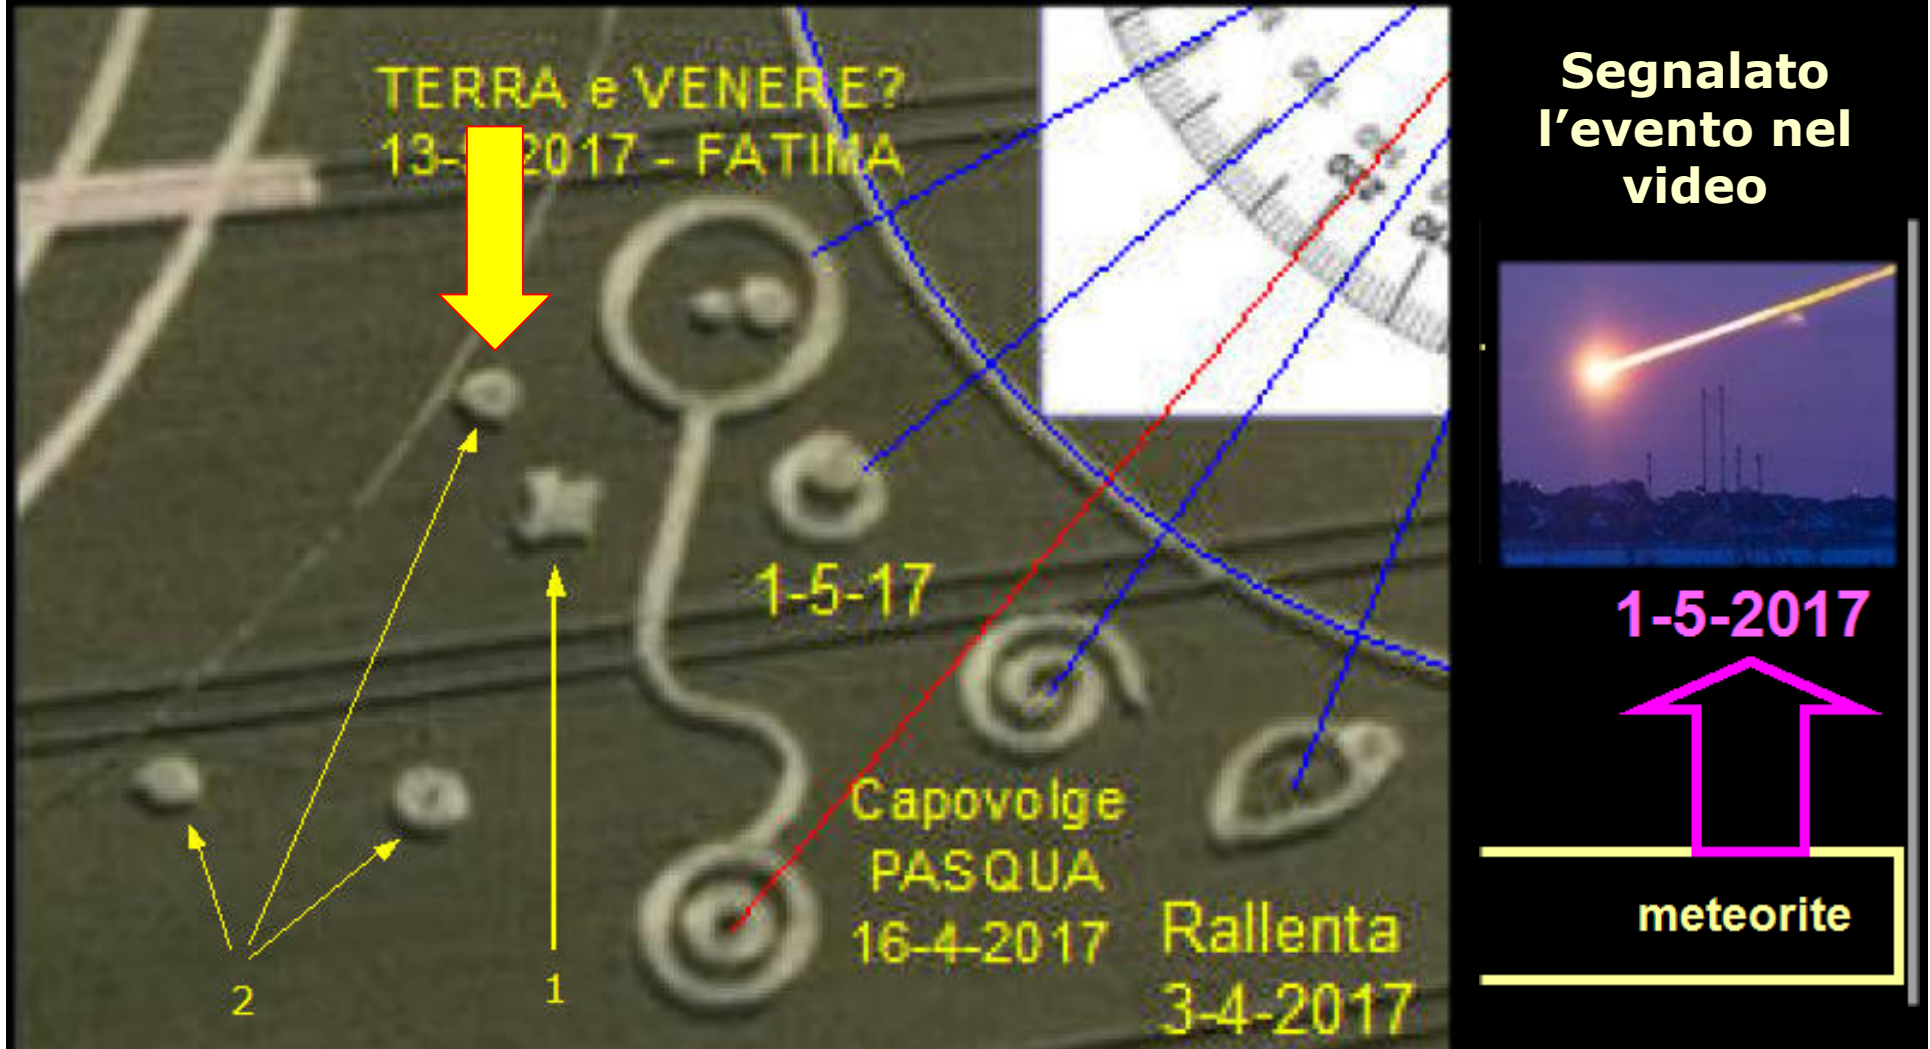 TERRA e VENERE?
13- 2017 - FATIMA
1-5-17
Capovolge
PASQUA
16-4-2017
Rallenta
3-4-2017
2
1
Segnalato
l'evento nel
video
1-5-2017
meteorite